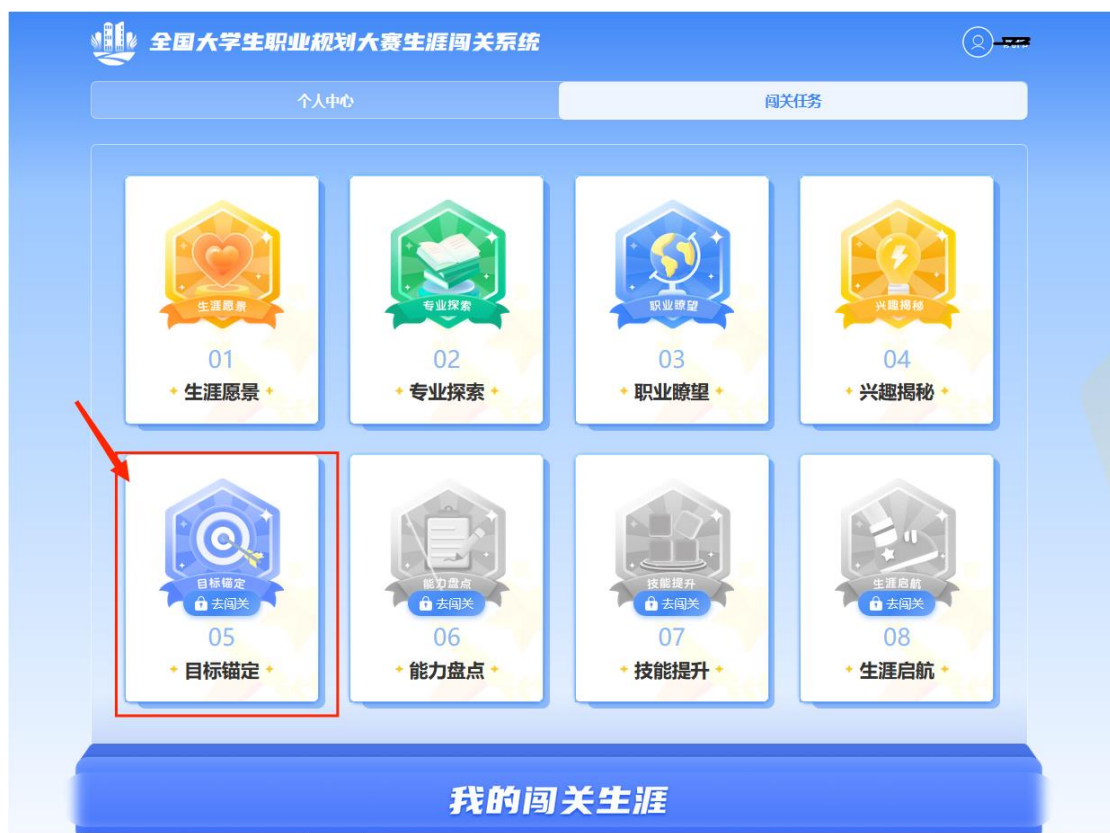 全国大学生职业规划大赛生涯闯关系统
个人中心
闯关任务
生涯愿景
专业探索
职业瞭望
兴趣揭秘
01
02
03
04
生涯愿景
专业探索
职业瞭望
兴趣揭秘
目标锚定
能力盘点
技能提升
生涯启航
去闯关
去闯关
去闯关
去闯关
05
06
07
08
目标锚定
能力盘点
技能提升
生涯启航
我的闯关生涯